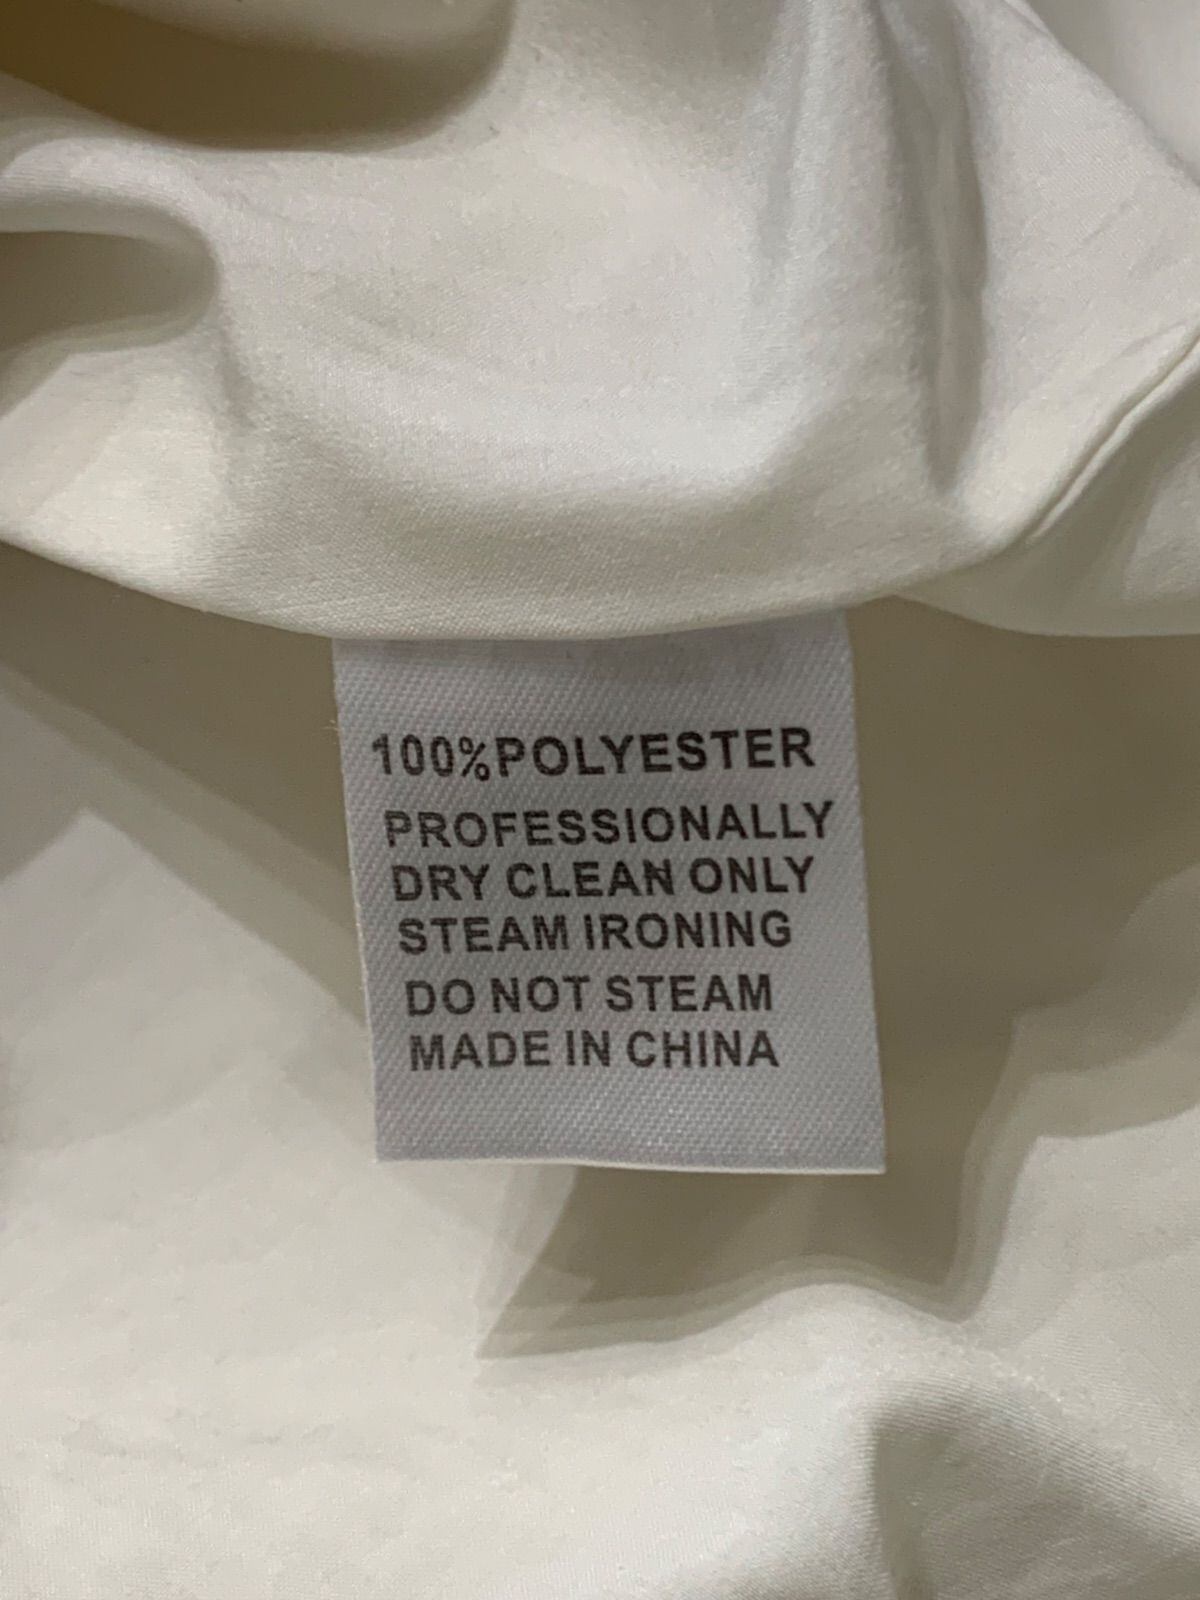 100%POLYESTER
PROFESSIONALLY
DRY CLEAN ONLY
STEAM IRONING
DO NOT STEAM
MADE IN CHINA